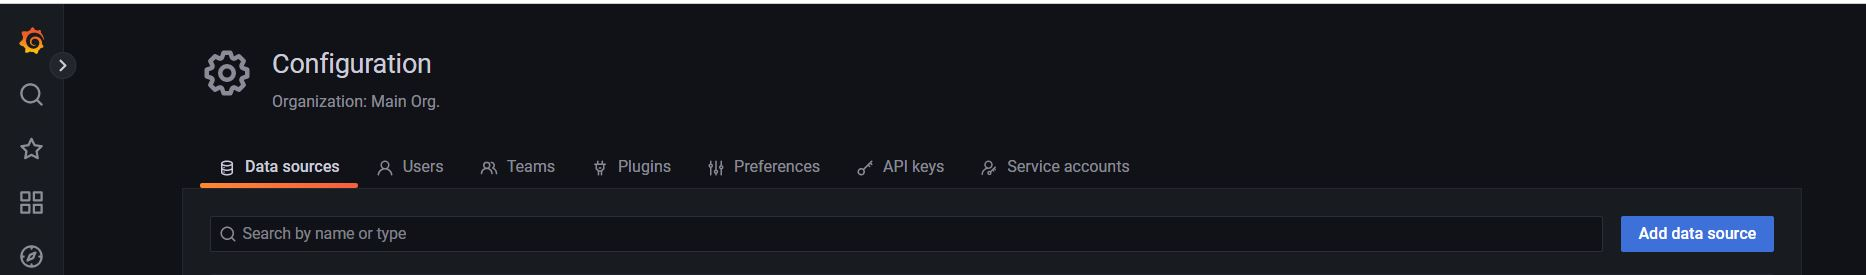 Configuration
Organization: Main Org.
Data sources Users Teams Plugins Preferences API keys Service accounts
Search by name or type Add data source